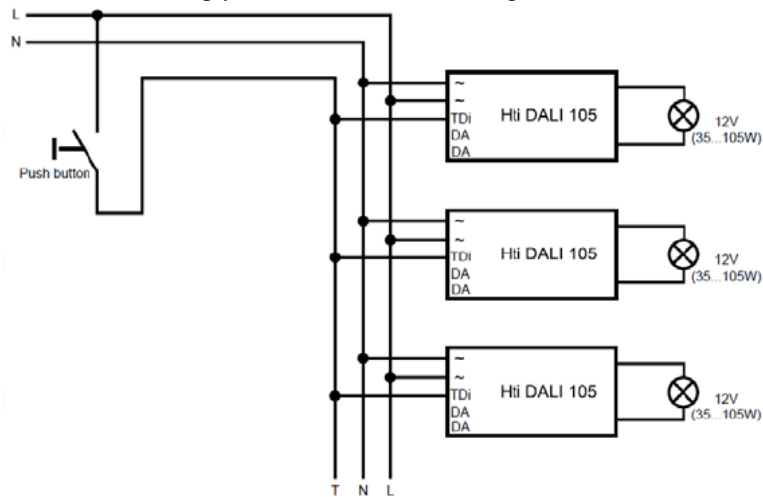 L
N
Push button
~
~
TDi
DA
DA
Hti DALI 105
12V
(35...105W)
~
~
TDi
DA
DA
Hti DALI 105
12V
(35...105W)
~
~
TDi
DA
DA
Hti DALI 105
12V
(35...105W)
T N L